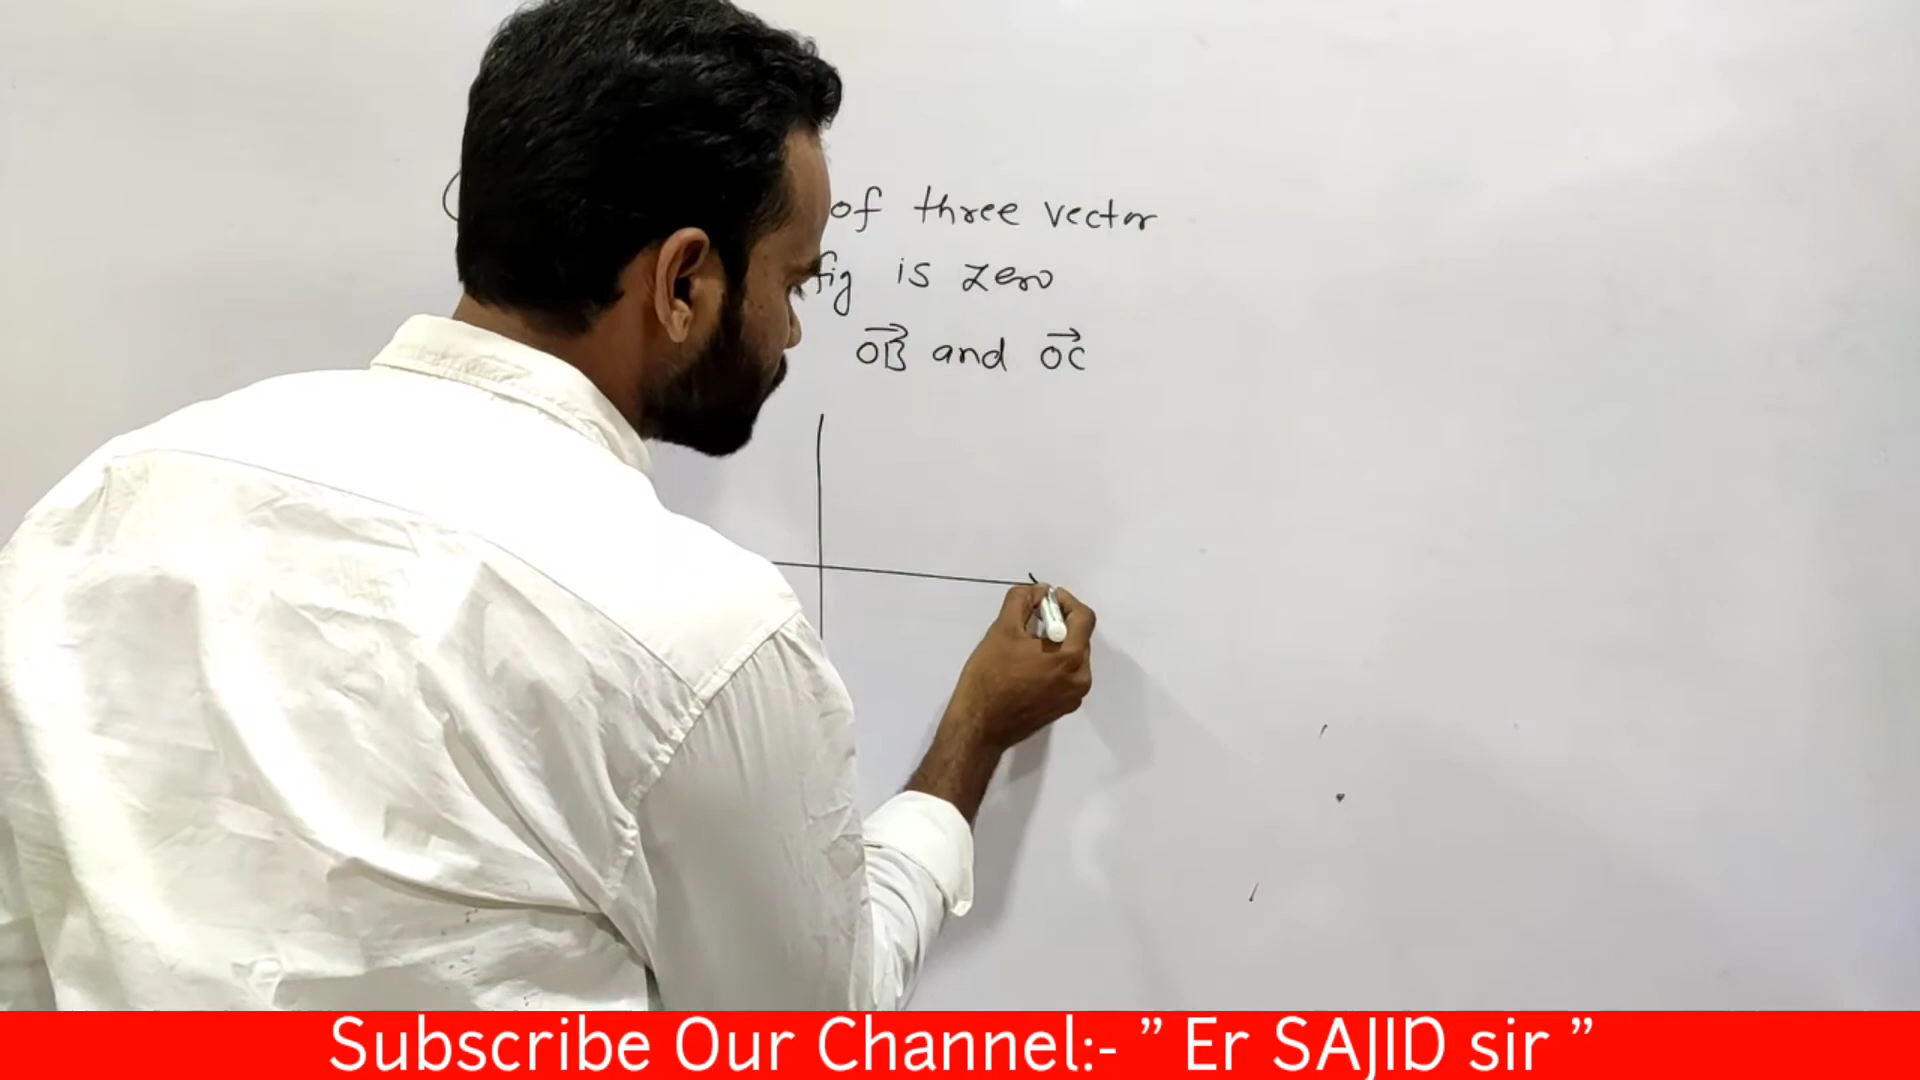 of three vector
fig is zero
OB and OC
Subscribe Our Channel:- ” Er SAJID sir ”